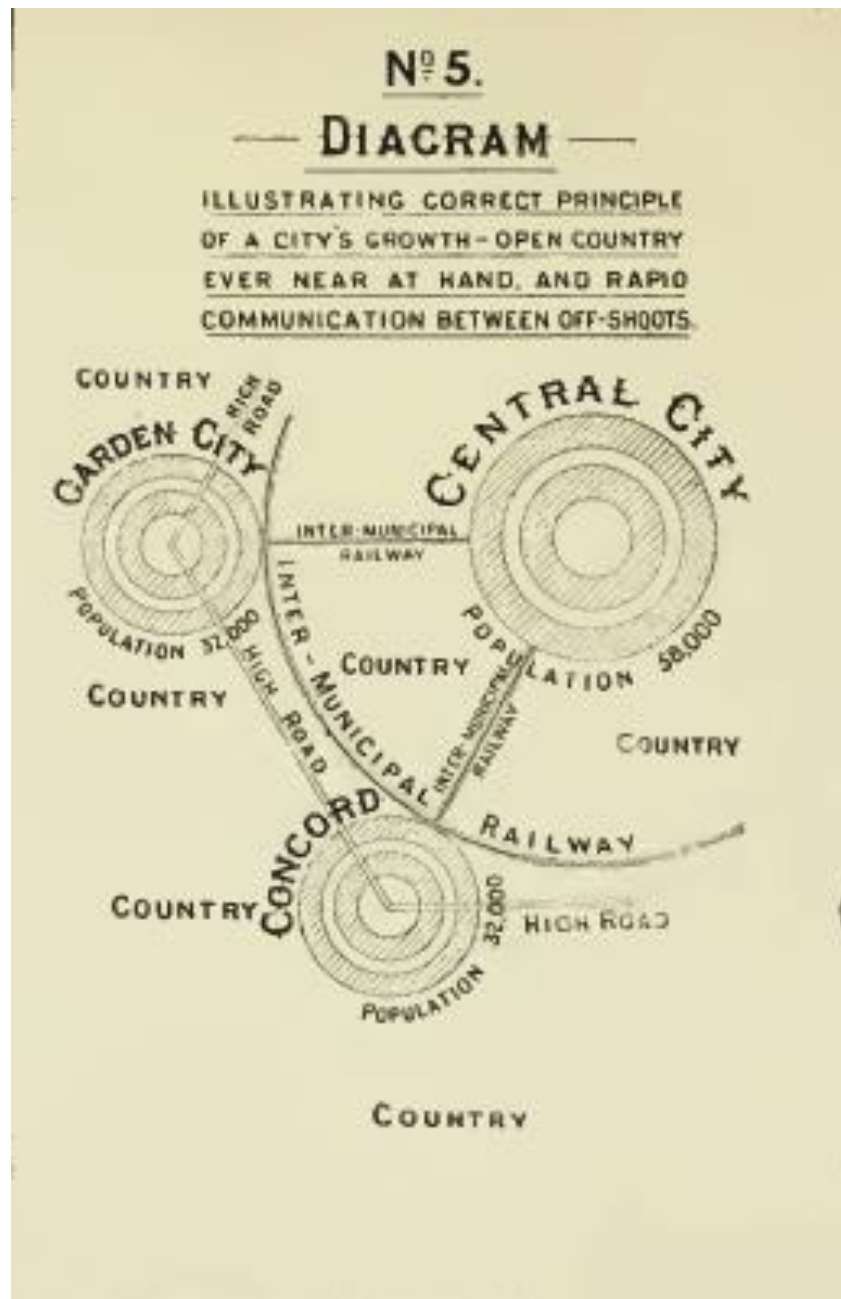 Nº 5.
DIAGRAM
ILLUSTRATING CORRECT PRINCIPLE
OF A CITY'S GROWTH - OPEN COUNTRY
EVER NEAR AT HAND, AND RAPID
COMMUNICATION BETWEEN OFF-SHOOTS.
COUNTRY
HIGH
ROAD
GARDEN CITY
POPULATION 32,000
CENTRAL CITY
POPULATION 58,000
INTER-MUNICIPAL
RAILWAY
INTER-MUNICIPAL RAILWAY
COUNTRY
COUNTRY
HIGH ROAD
INTER-MUNICIPAL
RAILWAY
COUNTRY
CONCORD
POPULATION 32,000
COUNTRY
HIGH ROAD
COUNTRY